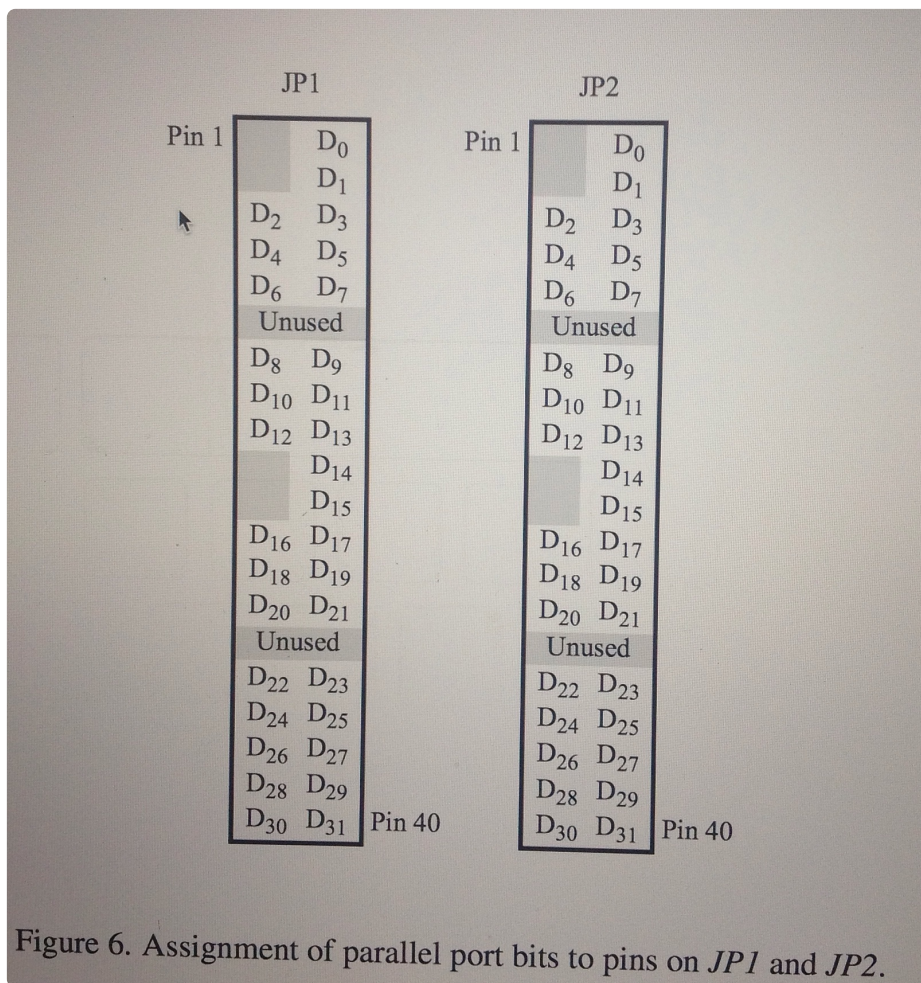 JP1 JP2
Pin 1 D0 Pin 1 D0
D1 D1
D2 D3 D2 D3
D4 D5 D4 D5
D6 D7 D6 D7
Unused Unused
D8 D9 D8 D9
D10 D11 D10 D11
D12 D13 D12 D13
D14 D14
D15 D15
D16 D17 D16 D17
D18 D19 D18 D19
D20 D21 D20 D21
Unused Unused
D22 D23 D22 D23
D24 D25 D24 D25
D26 D27 D26 D27
D28 D29 D28 D29
D30 D31 Pin 40 D30 D31 Pin 40
Figure 6. Assignment of parallel port bits to pins on JP1 and JP2.